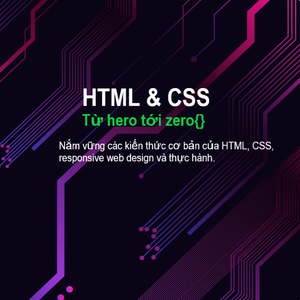 HTML & CSS
Từ hero tới zero{}
Nắm vững các kiến thức cơ bản của HTML, CSS,
responsive web design và thực hành.